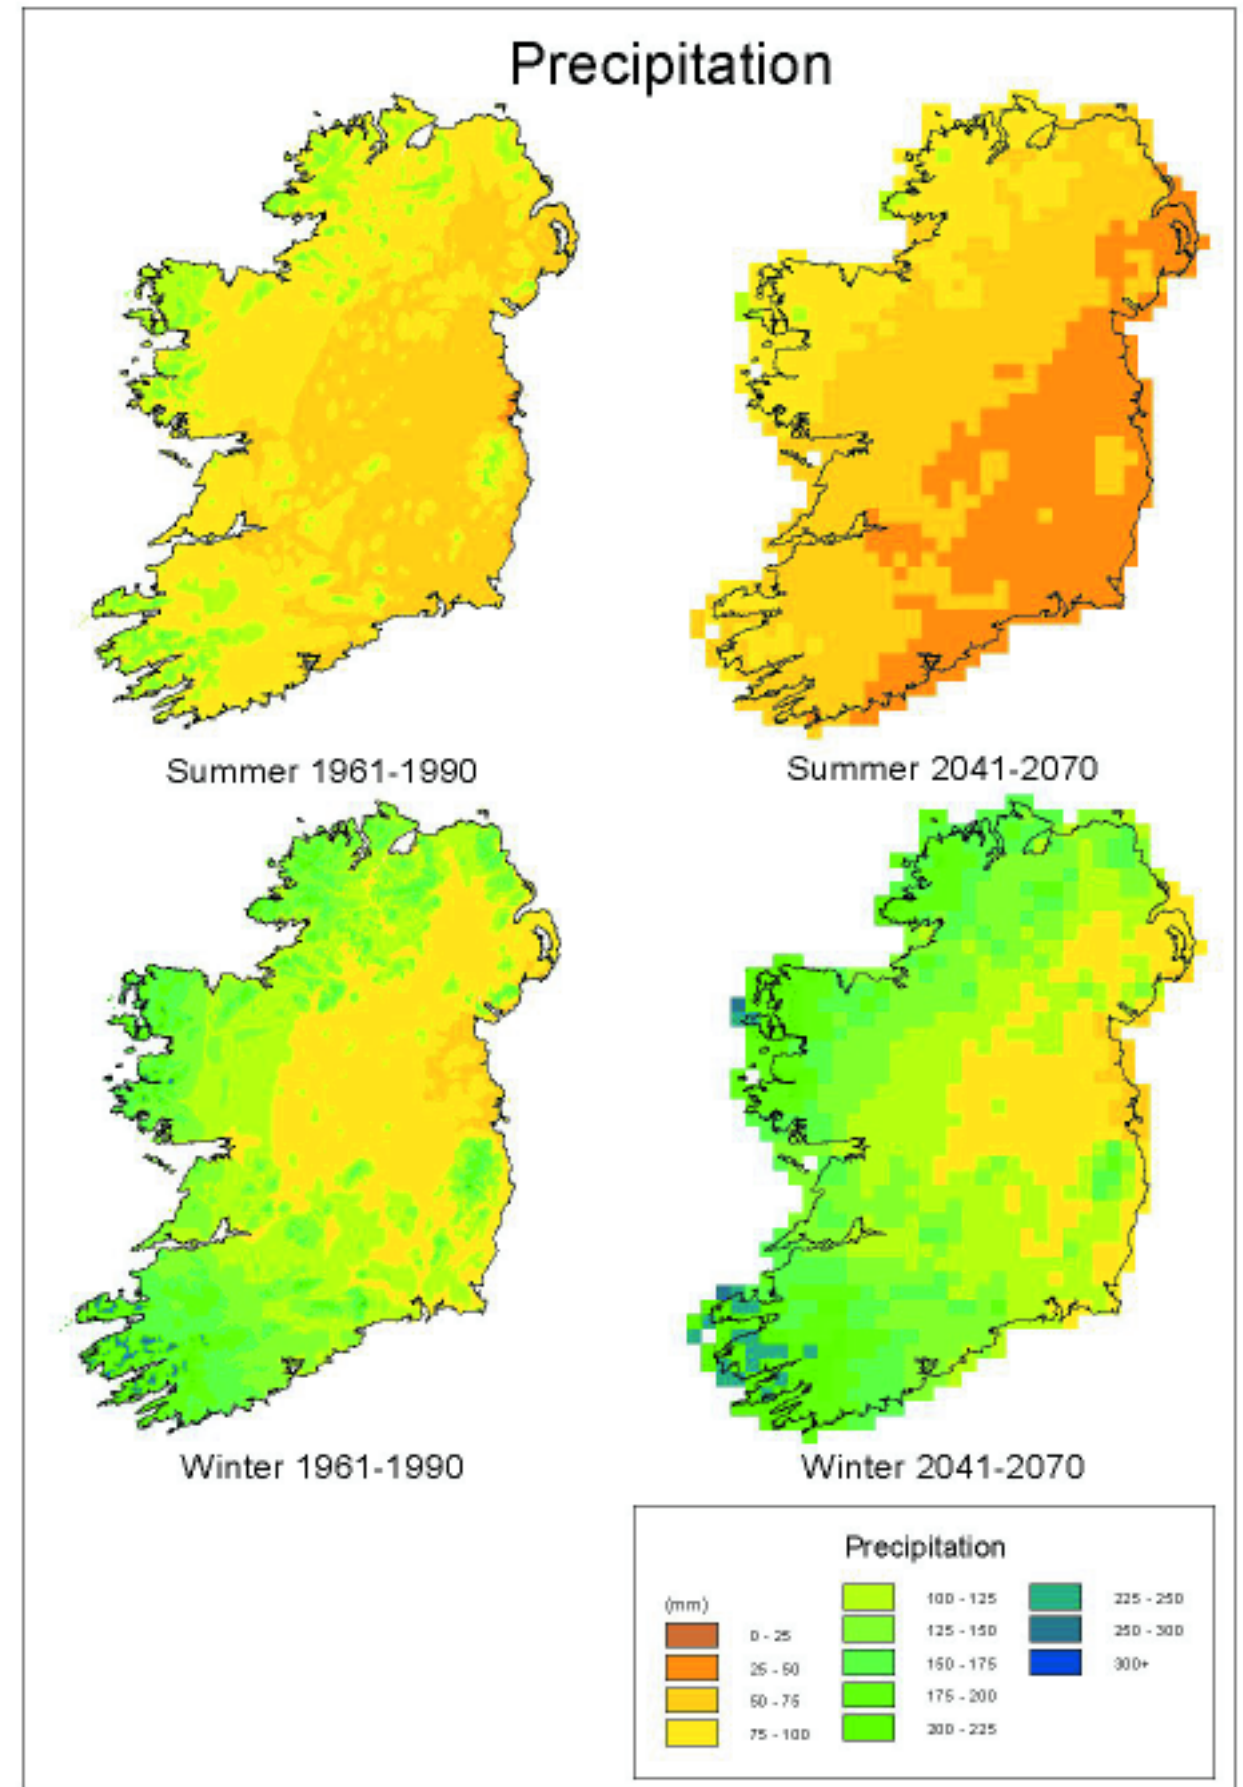 Precipitation
Summer 1961-1990
Summer 2041-2070
Winter 1961-1990
Winter 2041-2070
Precipitation
(mm)
0 - 25
25 - 50
50 - 75
75 - 100
100 - 125
125 - 150
150 - 175
175 - 200
200 - 225
225 - 250
250 - 300
300+